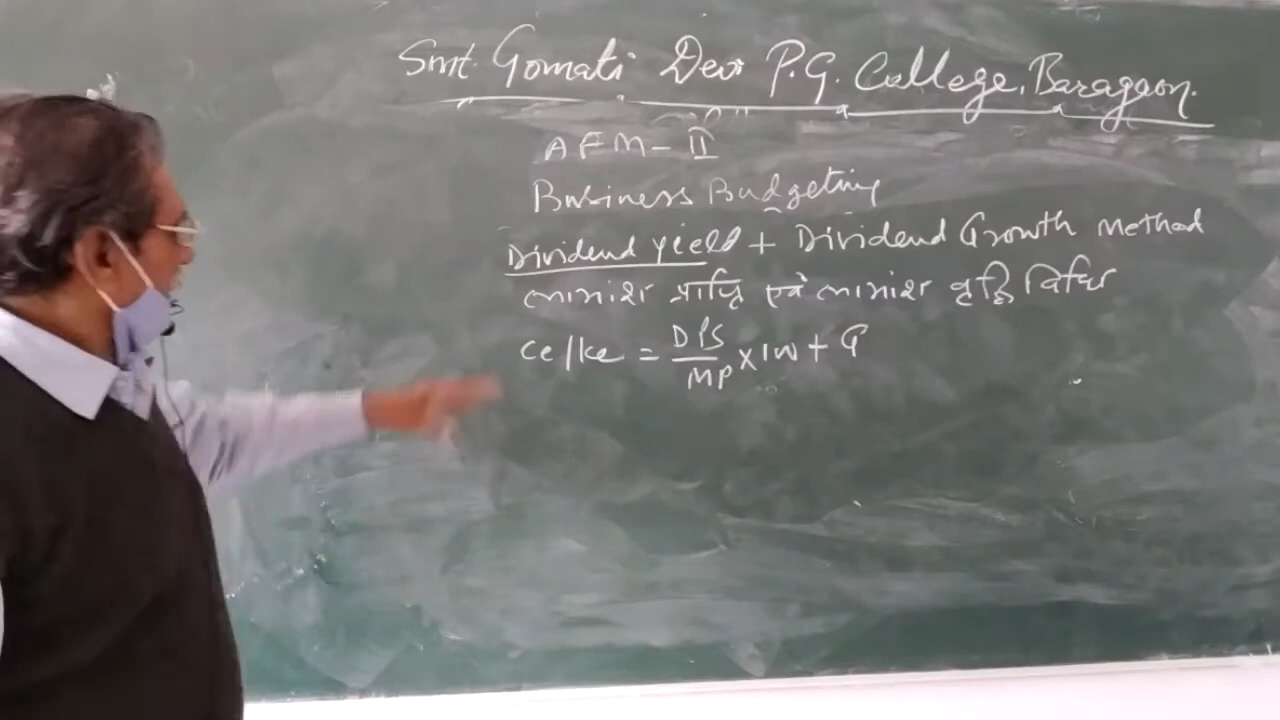 Smt. Gomati Devi P.G. College, Baragaon.
AFM-II
Business Budgeting
Dividend Yield + Dividend Growth Method
लाभांश प्राप्ति एवं लाभांश वृद्धि विधि
Ce/Ke = DPS/MP × 100 + G